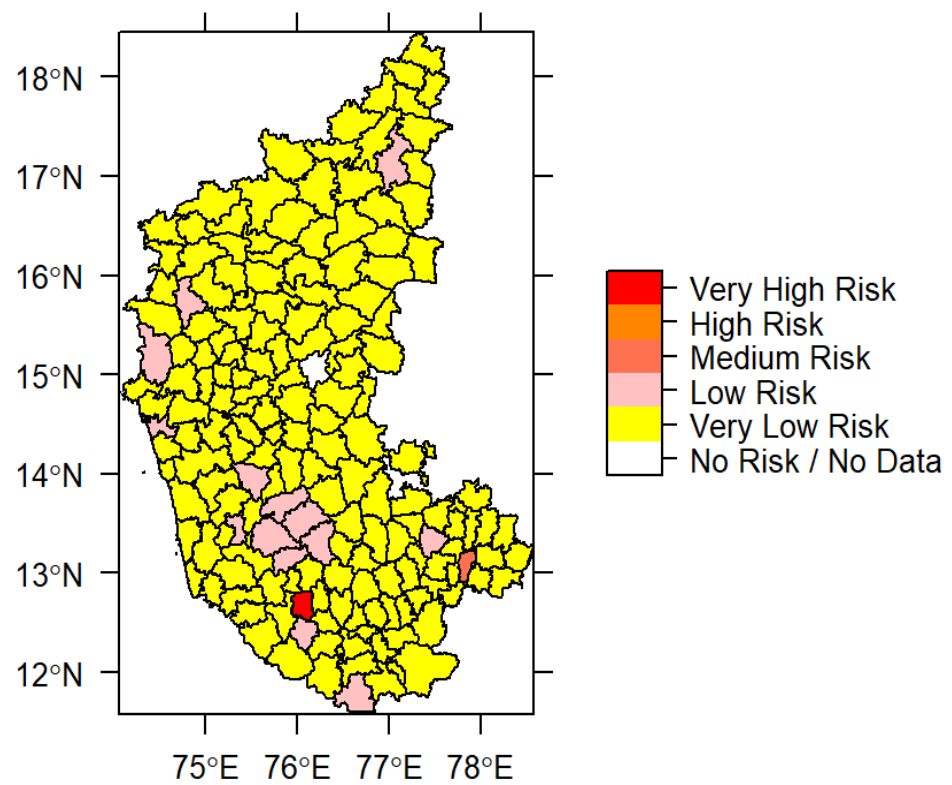 18°N
17°N
16°N
15°N
14°N
13°N
12°N
75°E 76°E 77°E 78°E
Very High Risk
High Risk
Medium Risk
Low Risk
Very Low Risk
No Risk / No Data